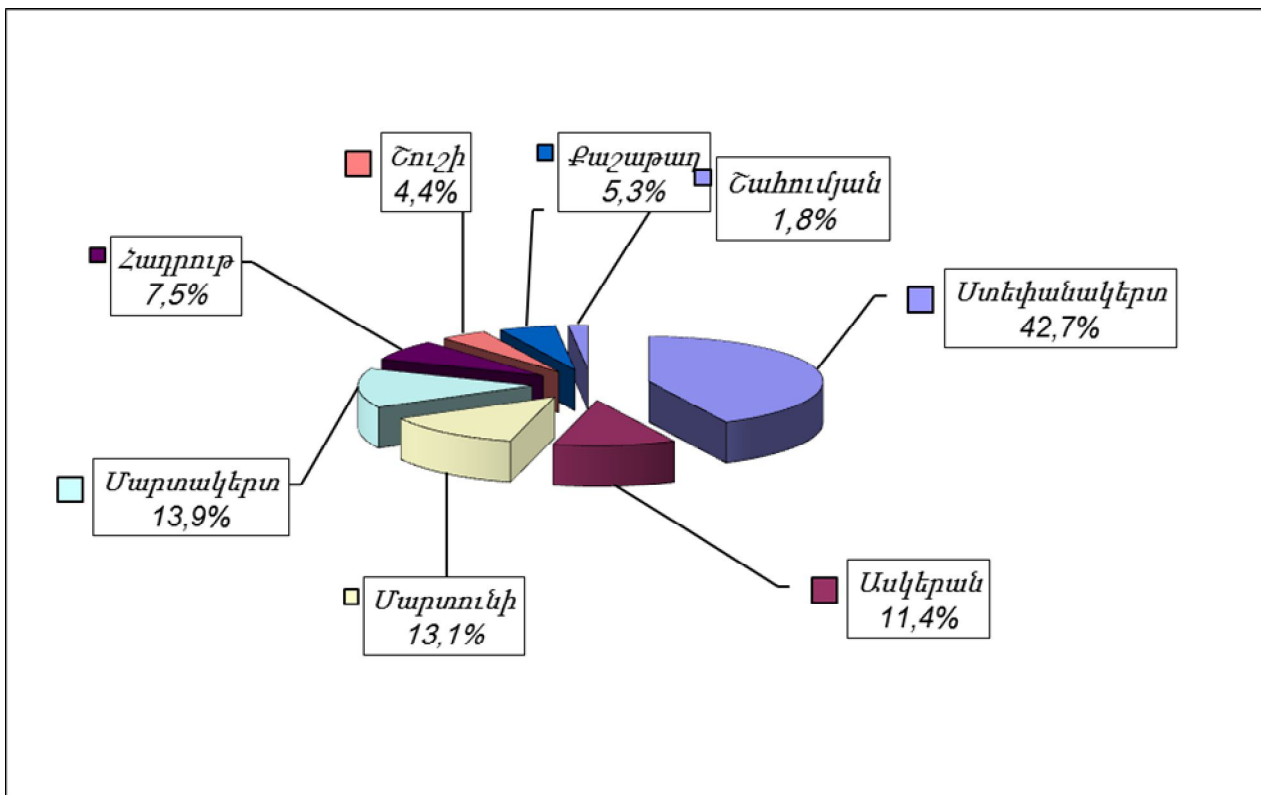 Շուշի
4,4%
Քաշաթաղ
5,3%
Շահումյան
1,8%
Հադրութ
7,5%
Ստեփանակերտ
42,7%
Մարտակերտ
13,9%
Մարտունի
13,1%
Ասկերան
11,4%